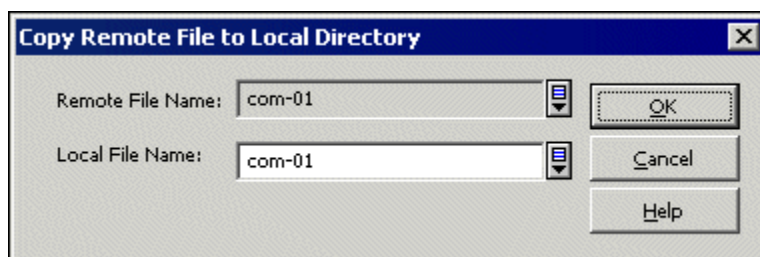 Copy Remote File to Local Directory
Remote File Name: com-01
OK
Local File Name: com-01
Cancel
Help